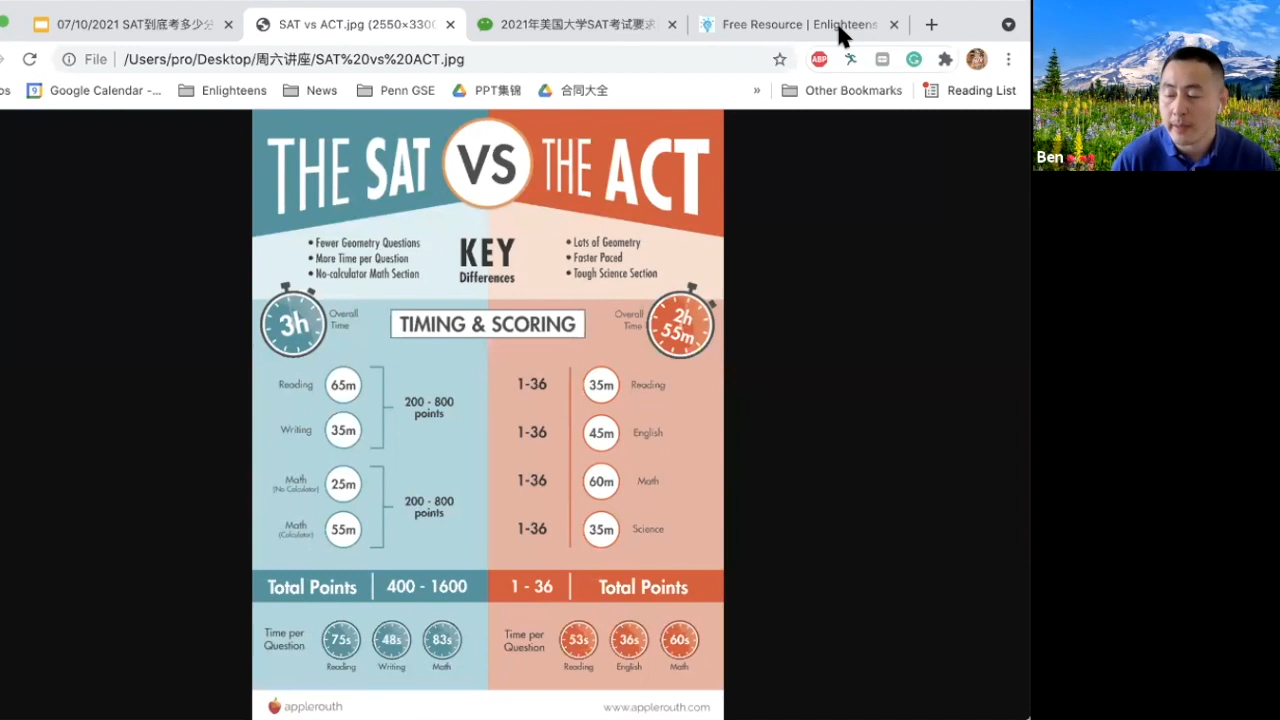 07/10/2021 SAT到底考多少分
SAT vs ACT.jpg (2550×3300
2021年美国大学SAT考试要求
Free Resource | Enlighteens
File
/Users/pro/Desktop/周六讲座/SAT%20vs%20ACT.jpg
os
Google Calendar -...
Enlighteens
News
Penn GSE
PPT集锦
合同大全
»
Other Bookmarks
Reading List
ABP
Ben
THE SAT VS THE ACT
• Fewer Geometry Questions
• More Time per Question
• No-calculator Math Section
KEY
Differences
• Lots of Geometry
• Faster Paced
• Tough Science Section
3h
Overall
Time
TIMING & SCORING
Overall
Time
2h
55m
Reading 65m
Writing 35m
200 - 800
points
Math
(No Calculator)
25m
Math
(Calculator)
55m
200 - 800
points
1-36 35m Reading
1-36 45m English
1-36 60m Math
1-36 35m Science
Total Points 400 - 1600
1 - 36 Total Points
Time per
Question
75s 48s 83s
Reading Writing Math
Time per
Question
53s 36s 60s
Reading English Math
applerouth
www.applerouth.com